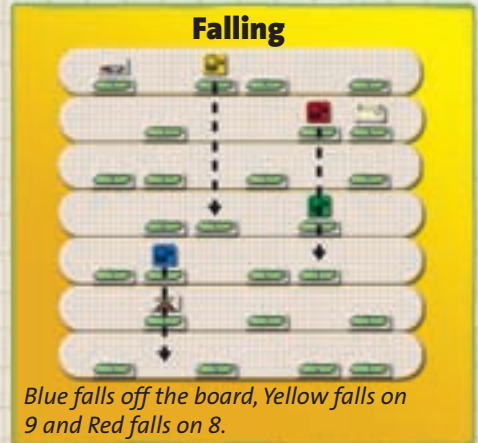 Falling
Blue falls off the board, Yellow falls on
9 and Red falls on 8.